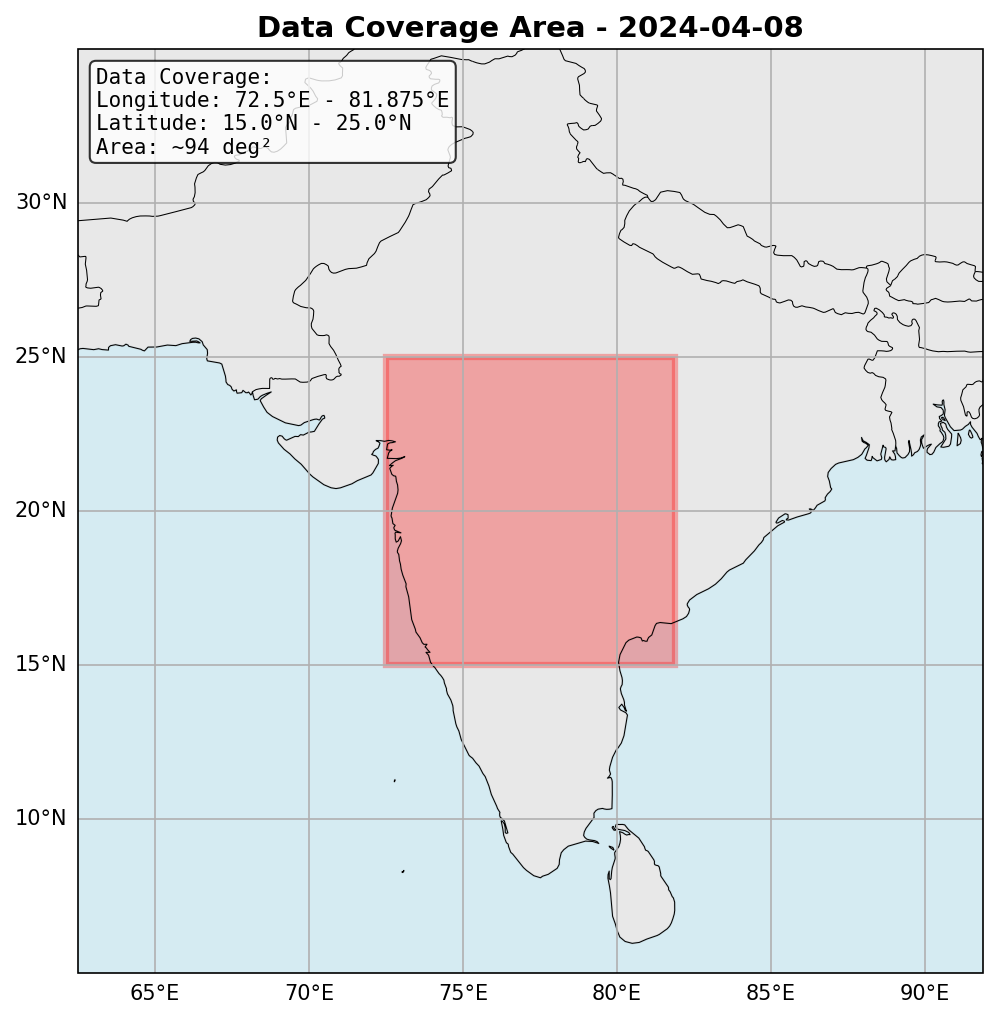 Data Coverage Area - 2024-04-08
Data Coverage:
Longitude: 72.5°E - 81.875°E
Latitude: 15.0°N - 25.0°N
Area: ~94 deg²
30°N
25°N
20°N
15°N
10°N
65°E 70°E 75°E 80°E 85°E 90°E